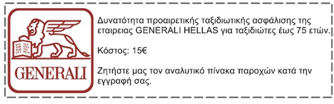 Δυνατότητα προαιρετικής ταξιδιωτικής ασφάλισης της
εταιρειας GENERALI HELLAS για ταξιδιώτες έως 75 ετών.
Κόστος: 15€
Ζητήστε μας τον αναλυτικό πίνακα παροχών κατά την
εγγραφή σας.
GENERALI